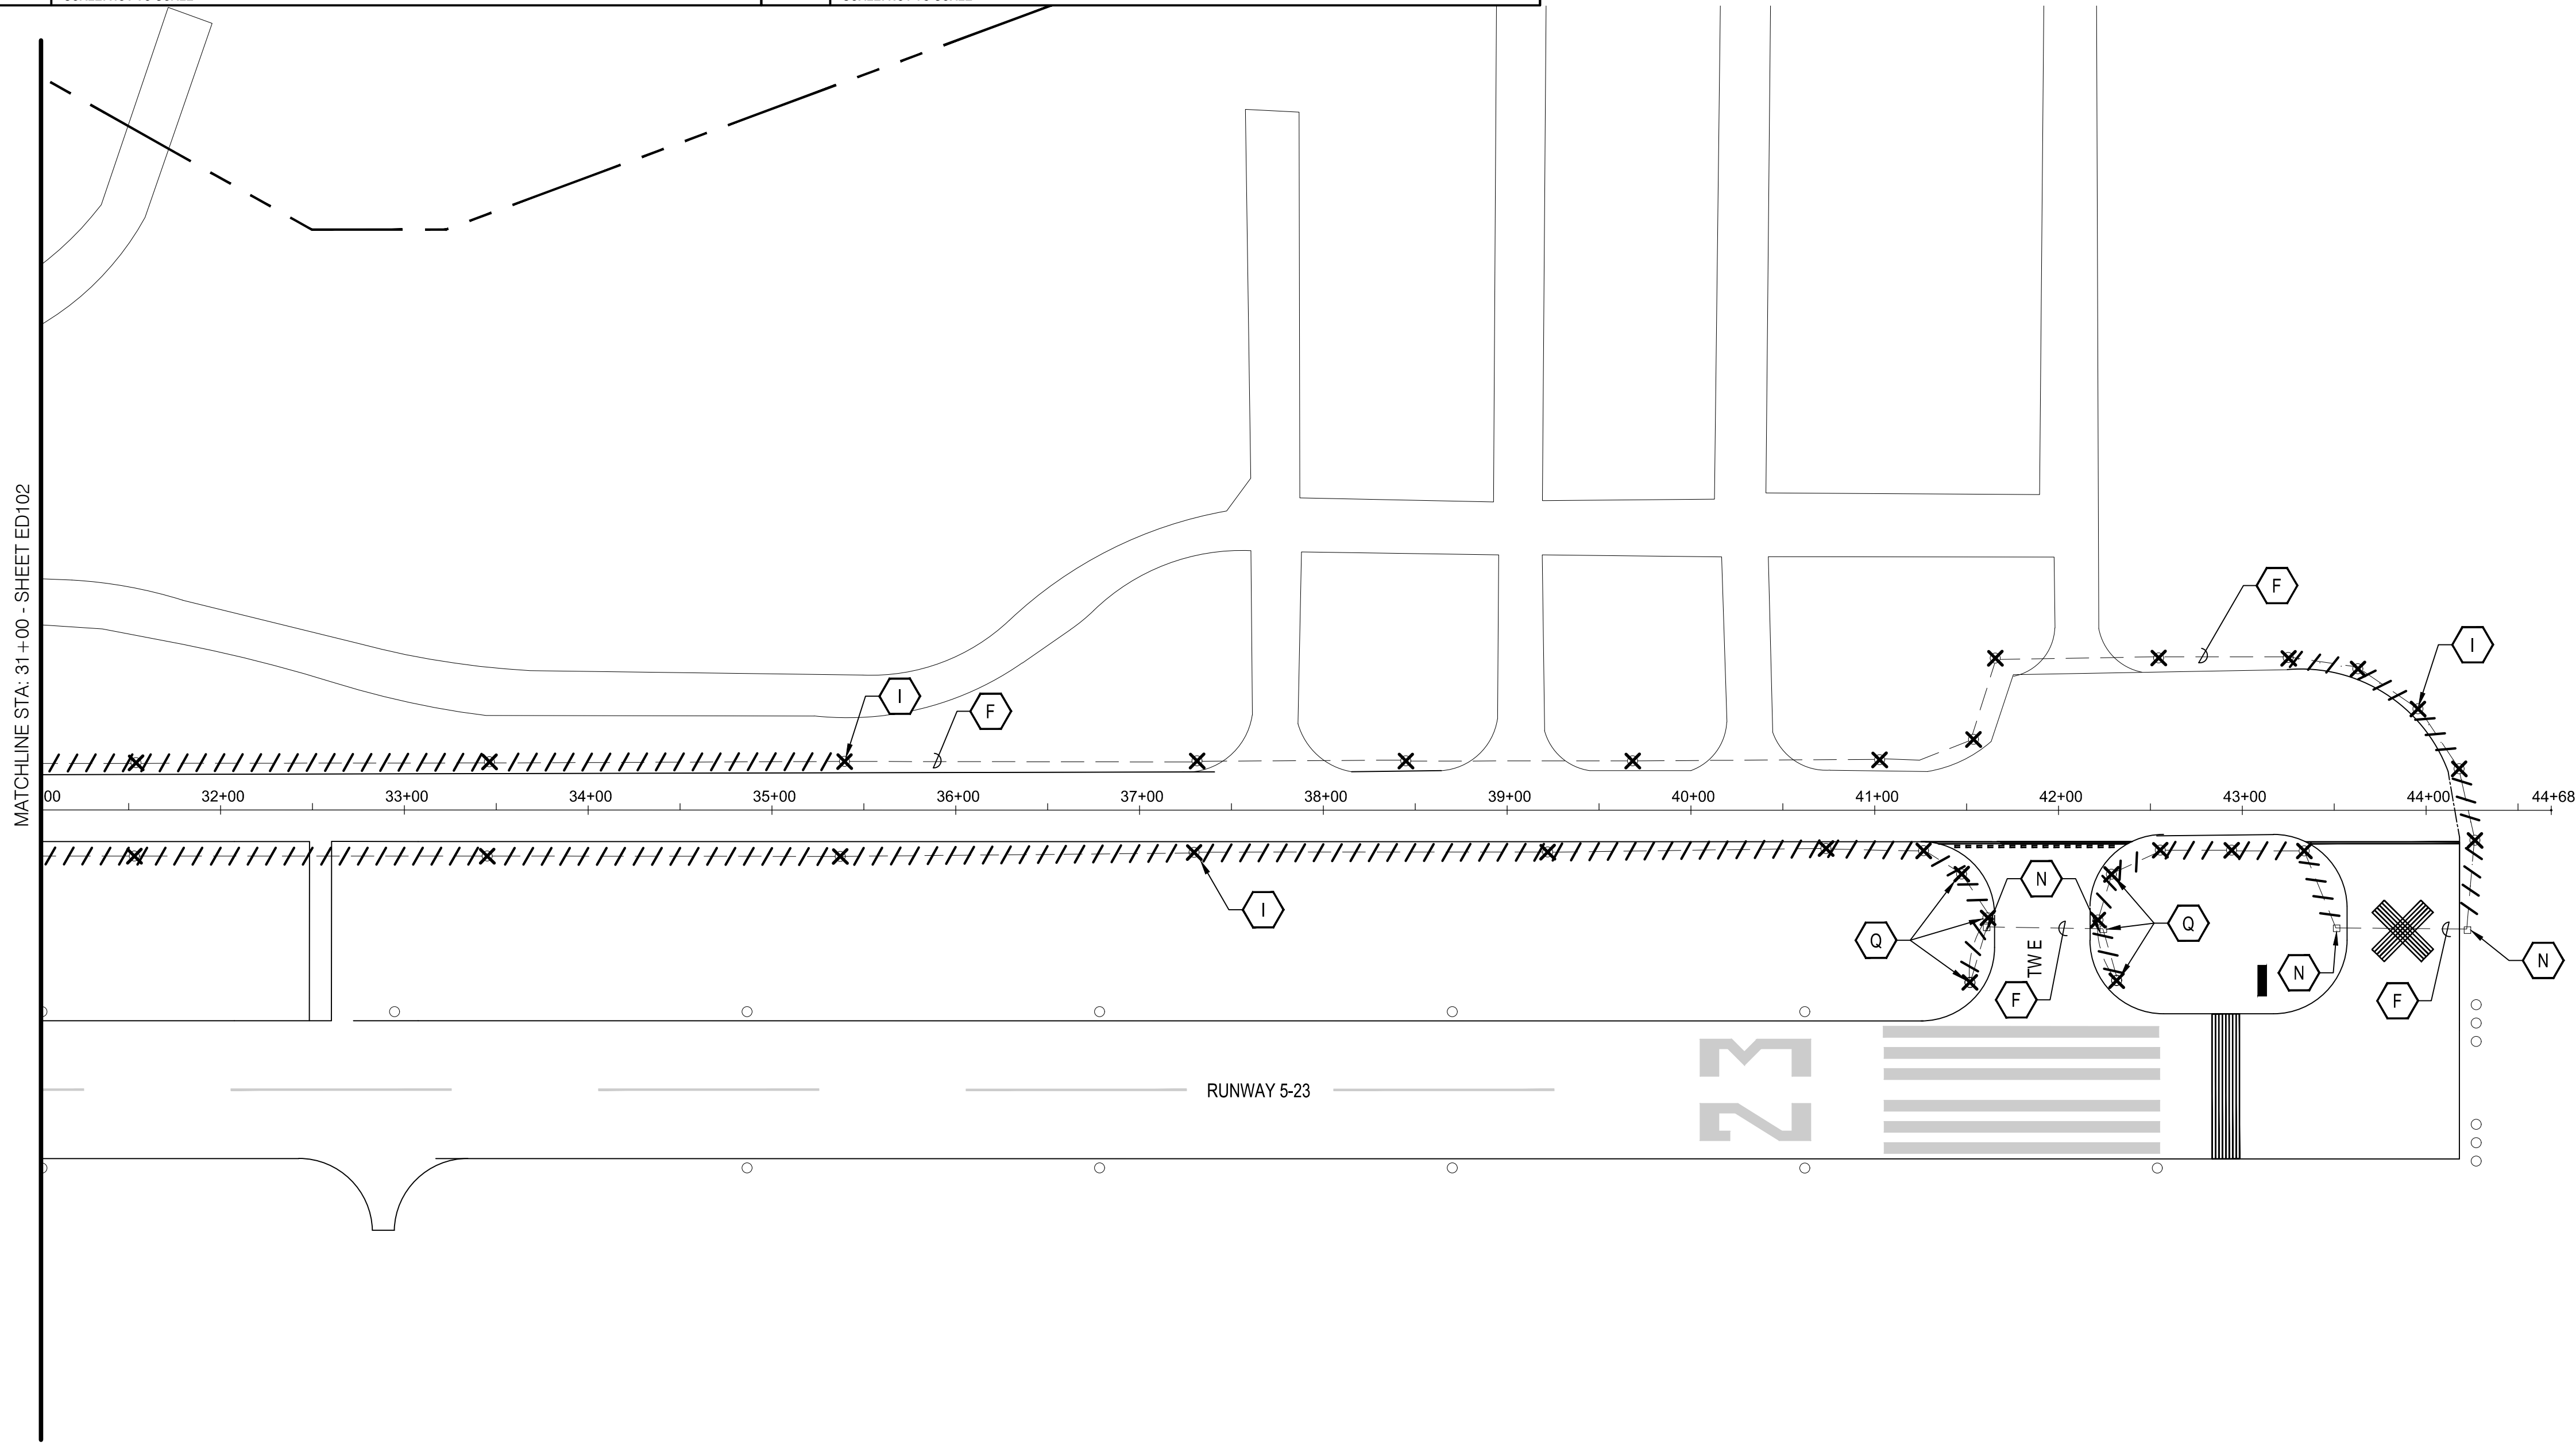 MATCHLINE STA: 31+00 - SHEET ED102
F
I
I
F
00
32+00
33+00
34+00
35+00
36+00
37+00
38+00
39+00
40+00
41+00
42+00
43+00
44+00
44+68
I
N
Q
Q
TW E
N
N
F
F
23
RUNWAY 5-23